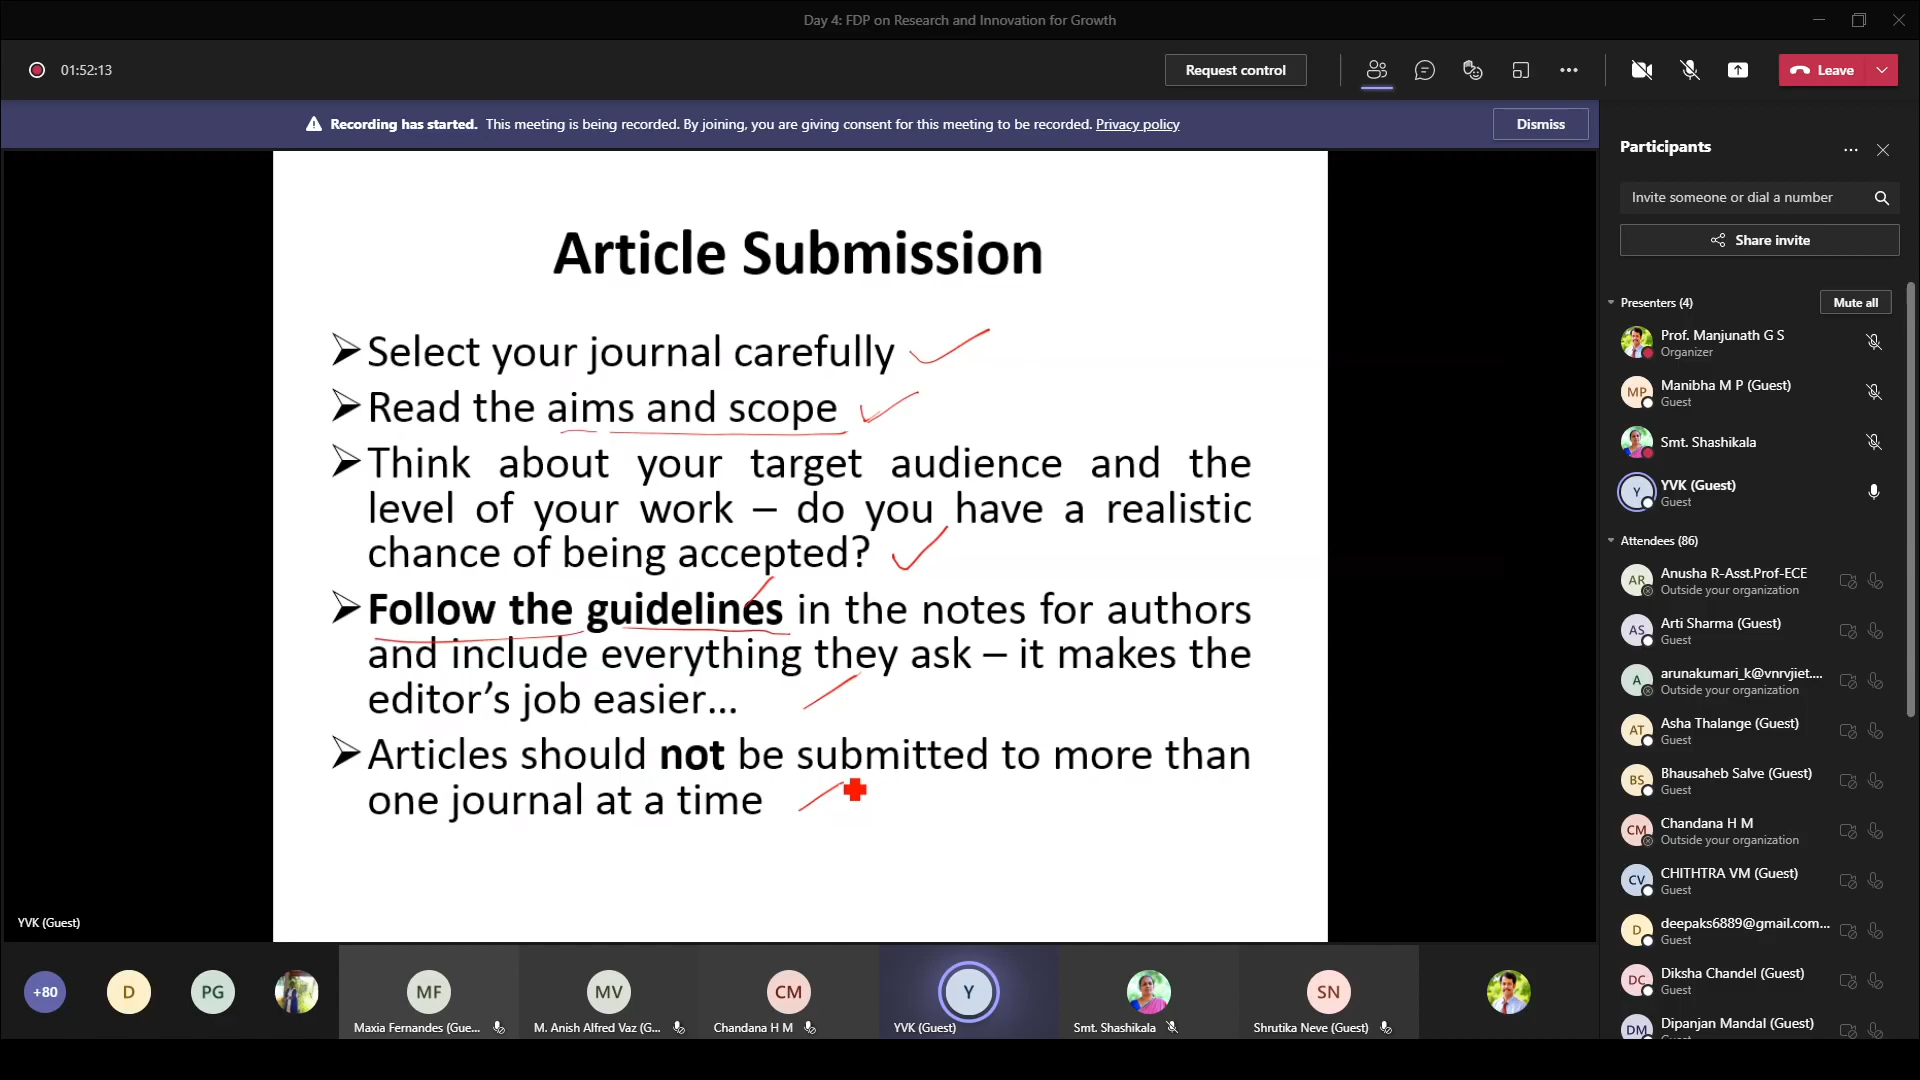 Day 4: FDP on Research and Innovation for Growth
01:52:13
Request control
Leave
Recording has started. This meeting is being recorded. By joining, you are giving consent for this meeting to be recorded. Privacy policy
Dismiss
Article Submission
Select your journal carefully
Read the aims and scope
Think about your target audience and the
level of your work – do you have a realistic
chance of being accepted?
Follow the guidelines in the notes for authors
and include everything they ask – it makes the
editor’s job easier...
Articles should not be submitted to more than
one journal at a time
YVK (Guest)
+80
D
PG
MF
Maxia Fernandes (Gue...
MV
M. Anish Alfred Vaz (G...
CM
Chandana H M
Y
YVK (Guest)
Smt. Shashikala
SN
Shrutika Neve (Guest)
Participants
Invite someone or dial a number
Share invite
Presenters (4)
Mute all
Prof. Manjunath G S
Organizer
MP
Manibha M P (Guest)
Guest
Smt. Shashikala
Y
YVK (Guest)
Guest
Attendees (86)
AR
Anusha R-Asst.Prof-ECE
Outside your organization
AS
Arti Sharma (Guest)
Guest
A
arunakumari_k@vnrvjiet....
Outside your organization
AT
Asha Thalange (Guest)
Guest
BS
Bhausaheb Salve (Guest)
Guest
CM
Chandana H M
Outside your organization
CV
CHITHTRA VM (Guest)
Guest
D
deepaks6889@gmail.com...
Guest
DC
Diksha Chandel (Guest)
Guest
DM
Dipanjan Mandal (Guest)